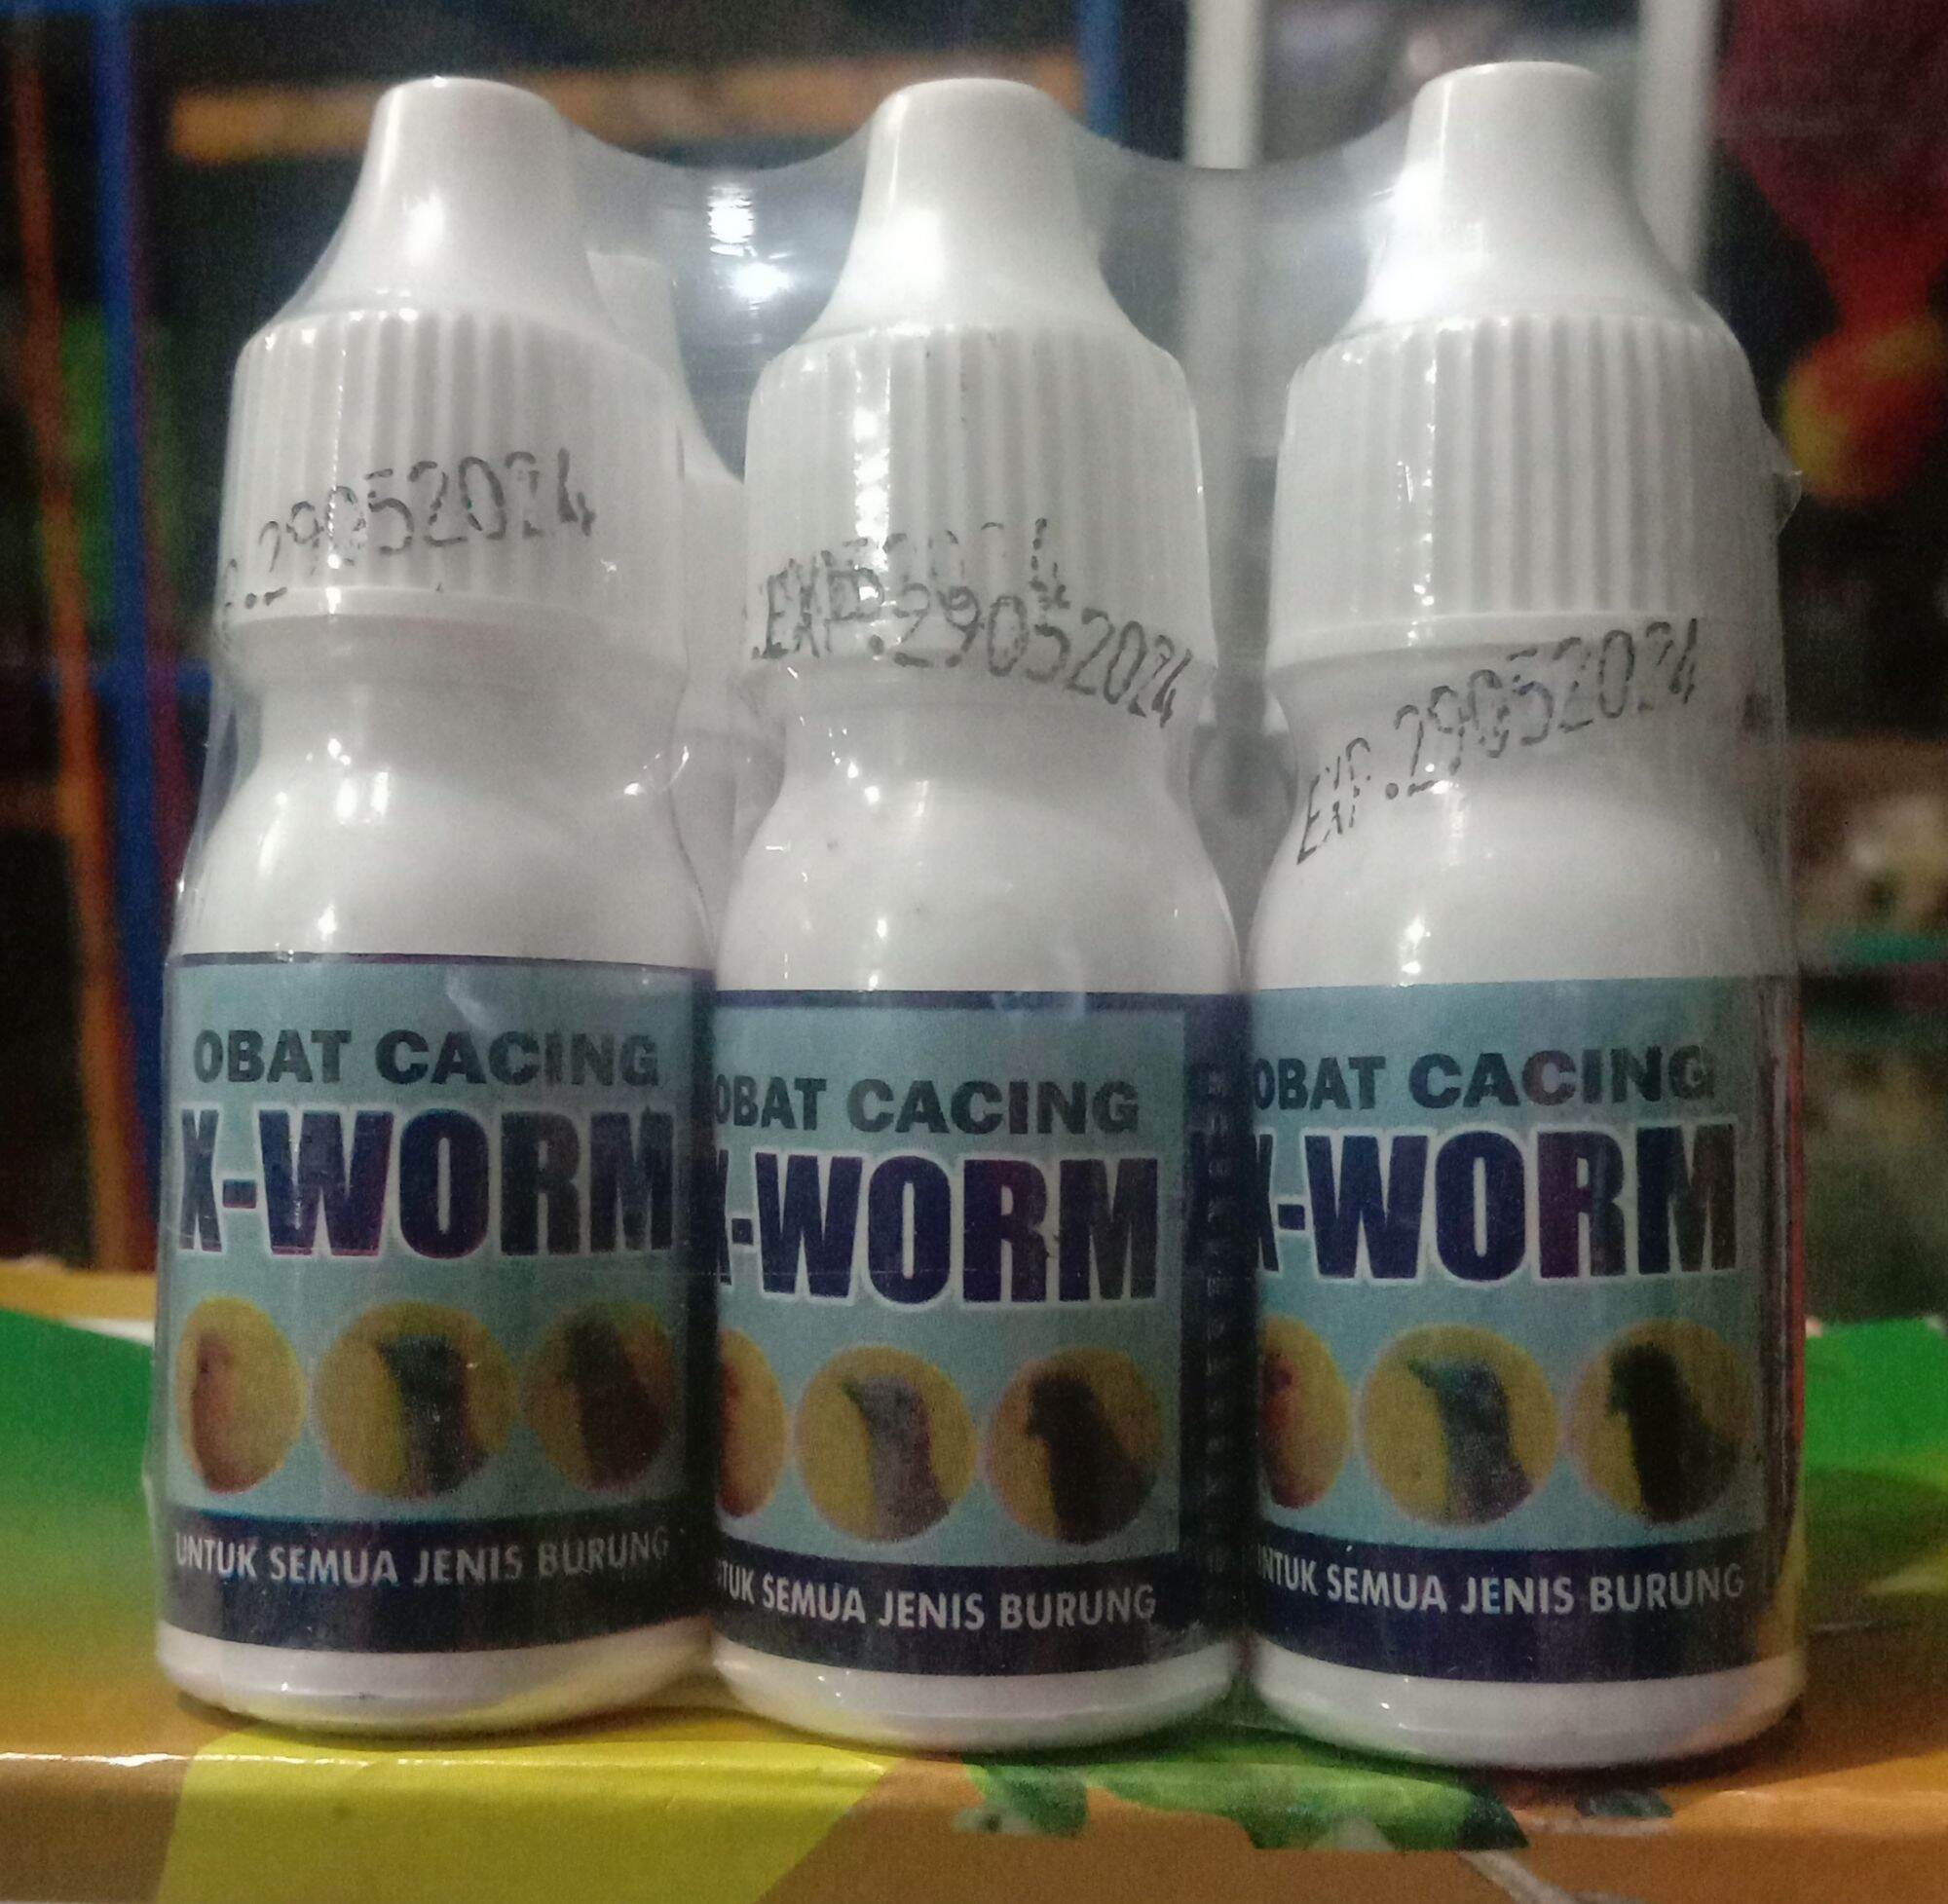 .29052024
EXP.29052024
EXP.29052024
OBAT CACING
X-WORM
UNTUK SEMUA JENIS BURUNG
OBAT CACING
X-WORM
UNTUK SEMUA JENIS BURUNG
OBAT CACING
X-WORM
UNTUK SEMUA JENIS BURUNG